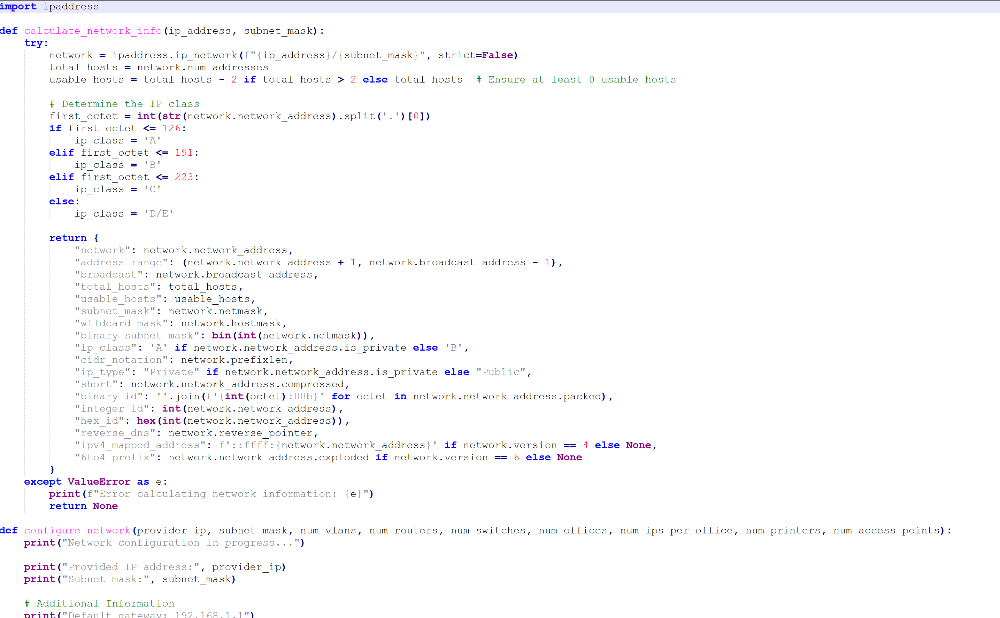 import ipaddress
def calculate_network_info(ip_address, subnet_mask):
    try:
        network = ipaddress.ip_network(f"{ip_address}/{subnet_mask}", strict=False)
        total_hosts = network.num_addresses
        usable_hosts = total_hosts - 2 if total_hosts > 2 else total_hosts  # Ensure at least 0 usable hosts
        # Determine the IP class
        first_octet = int(str(network.network_address).split('.')[0])
        if first_octet <= 126:
            ip_class = 'A'
        elif first_octet <= 191:
            ip_class = 'B'
        elif first_octet <= 223:
            ip_class = 'C'
        else:
            ip_class = 'D/E'
        return {
            "network": network.network_address,
            "address_range": (network.network_address + 1, network.broadcast_address - 1),
            "broadcast": network.broadcast_address,
            "total_hosts": total_hosts,
            "usable_hosts": usable_hosts,
            "subnet_mask": network.netmask,
            "wildcard_mask": network.hostmask,
            "binary_subnet_mask": bin(int(network.netmask)),
            "ip_class": 'A' if network.network_address.is_private else 'B',
            "cidr_notation": network.prefixlen,
            "ip_type": "Private" if network.network_address.is_private else "Public",
            "short": network.network_address.compressed,
            "binary_id": ''.join(f'{int(octet):08b}' for octet in network.network_address.packed),
            "integer_id": int(network.network_address),
            "hex_id": hex(int(network.network_address)),
            "reverse_dns": network.reverse_pointer,
            "ipv4_mapped_address": f'::ffff:{network.network_address}' if network.version == 4 else None,
            "6to4_prefix": network.network_address.exploded if network.version == 6 else None
        }
    except ValueError as e:
        print(f"Error calculating network information: {e}")
        return None
def configure_network(provider_ip, subnet_mask, num_vlans, num_routers, num_switches, num_offices, num_ips_per_office, num_printers, num_access_points):
    print("Network configuration in progress...")
    print("Provided IP address:", provider_ip)
    print("Subnet mask:", subnet_mask)
    # Additional Information
    print("Default gateway: 192.168.1.1")